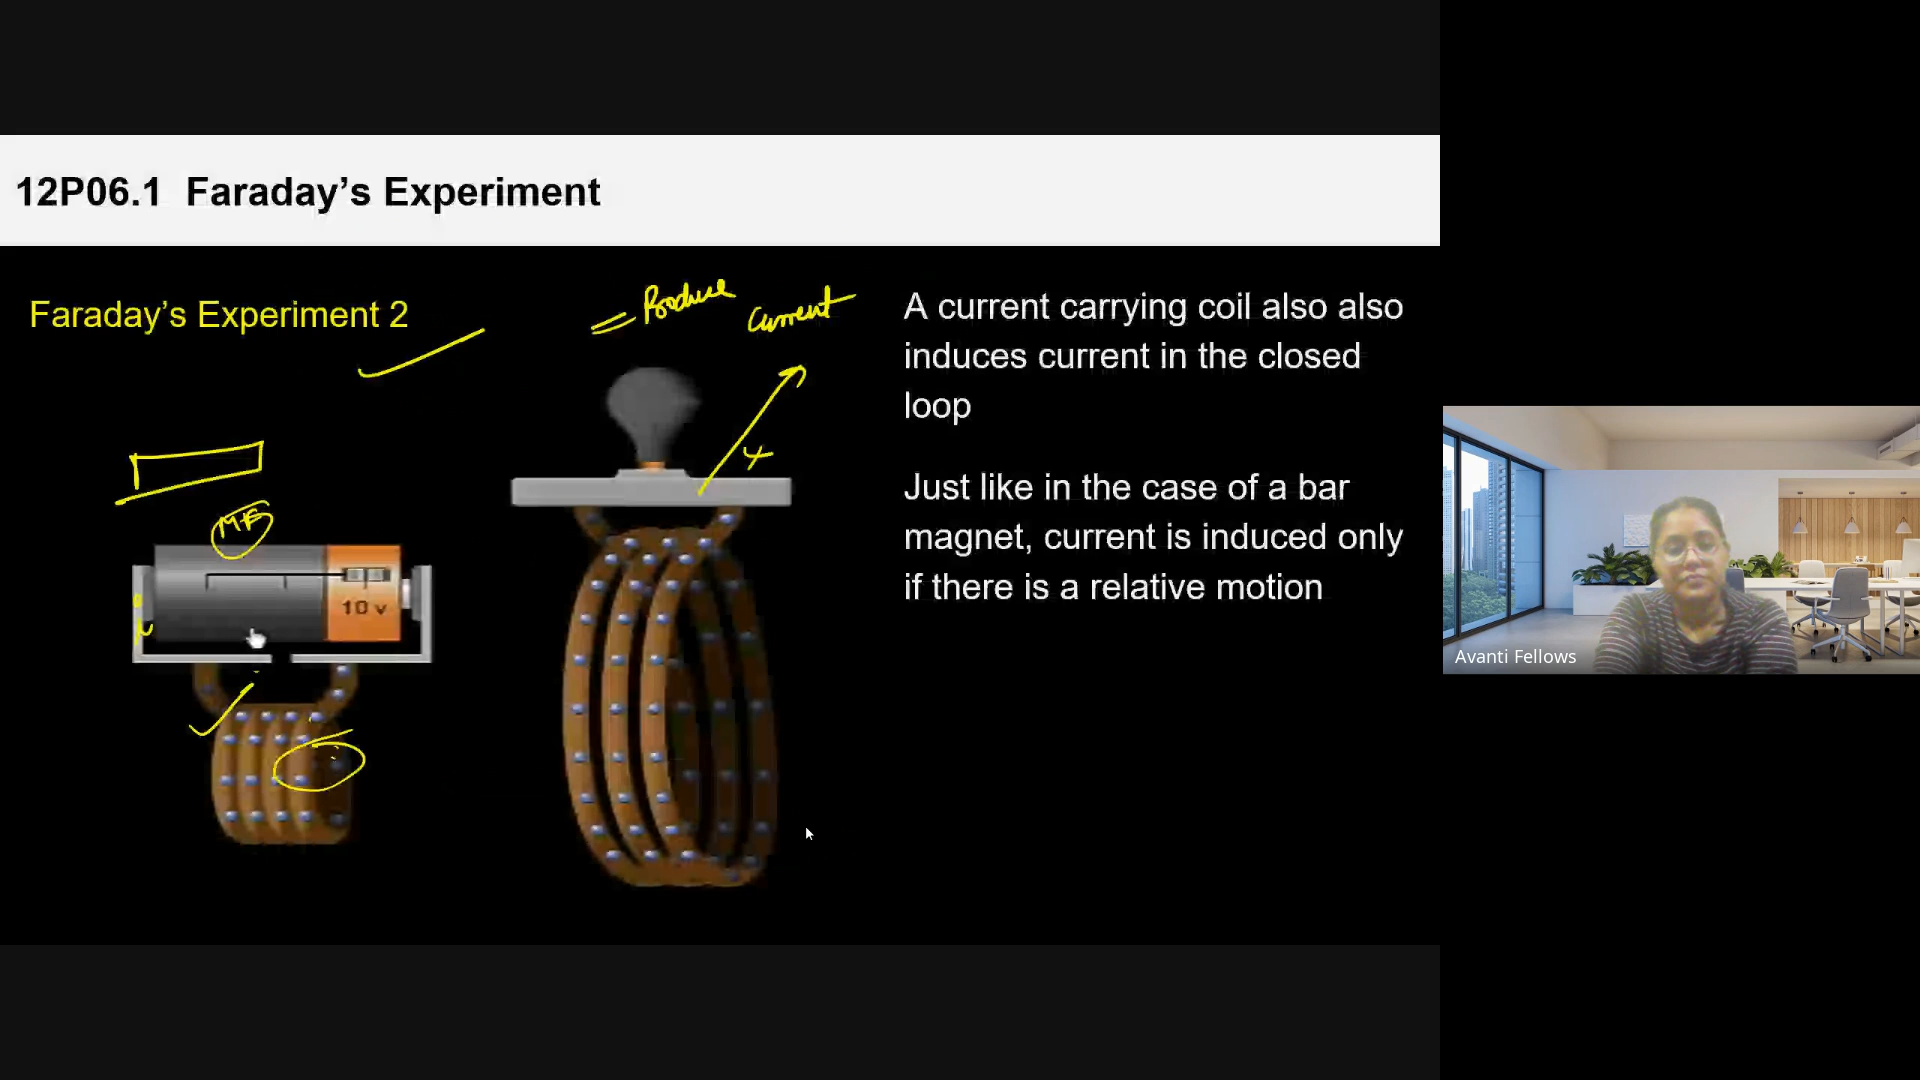 12P06.1 Faraday’s Experiment
Faraday’s Experiment 2
= Produce current
A current carrying coil also also
induces current in the closed
loop
Just like in the case of a bar
magnet, current is induced only
if there is a relative motion
MF
10 v
N
Avanti Fellows